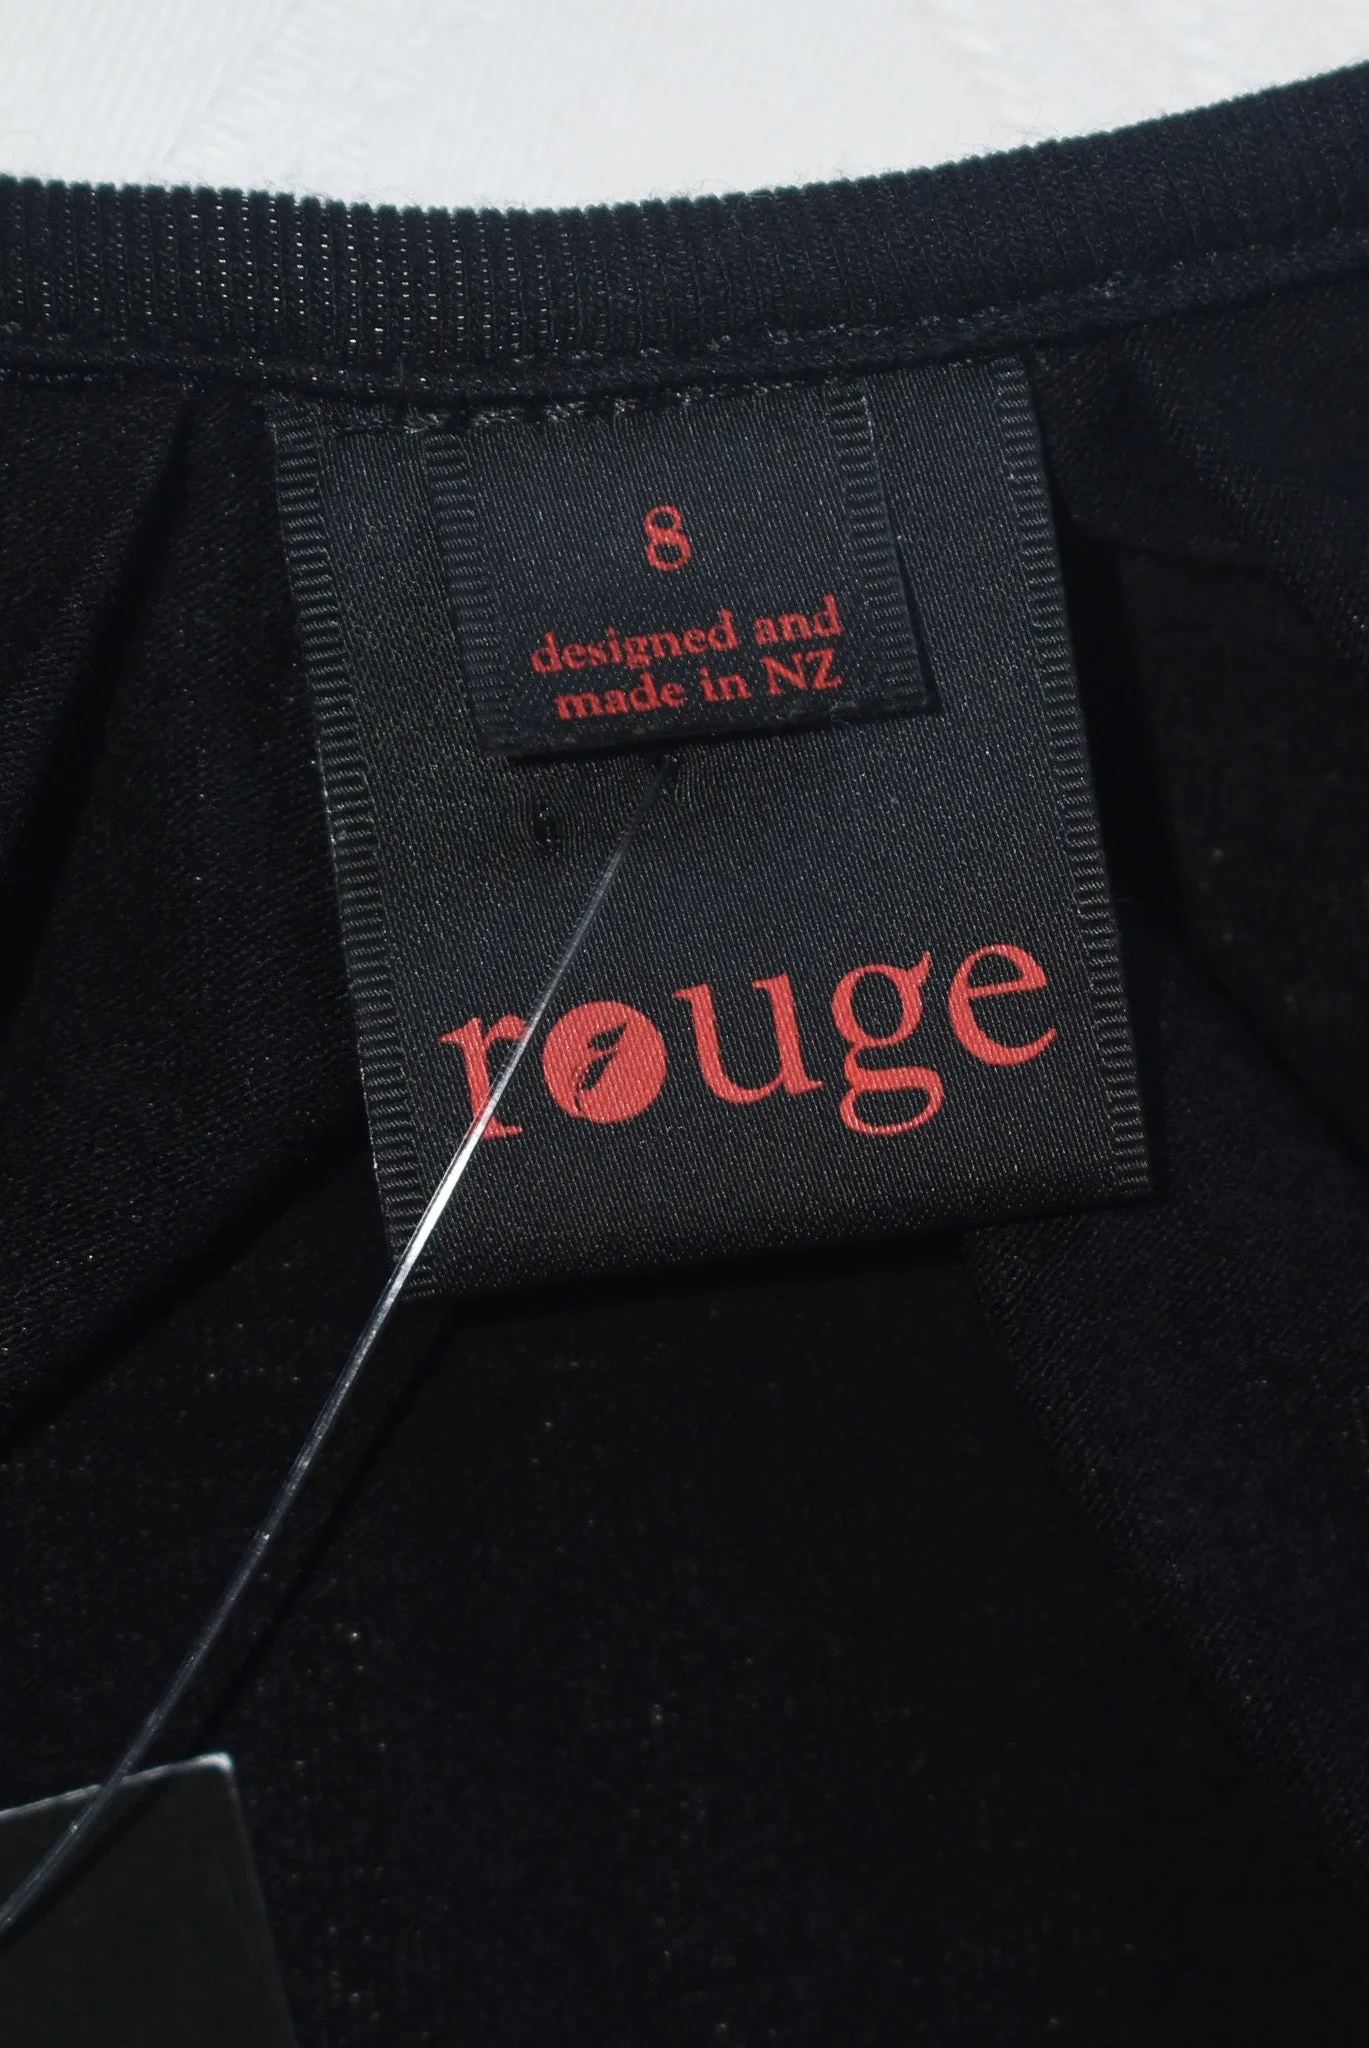 8
designed and
made in NZ
rouge